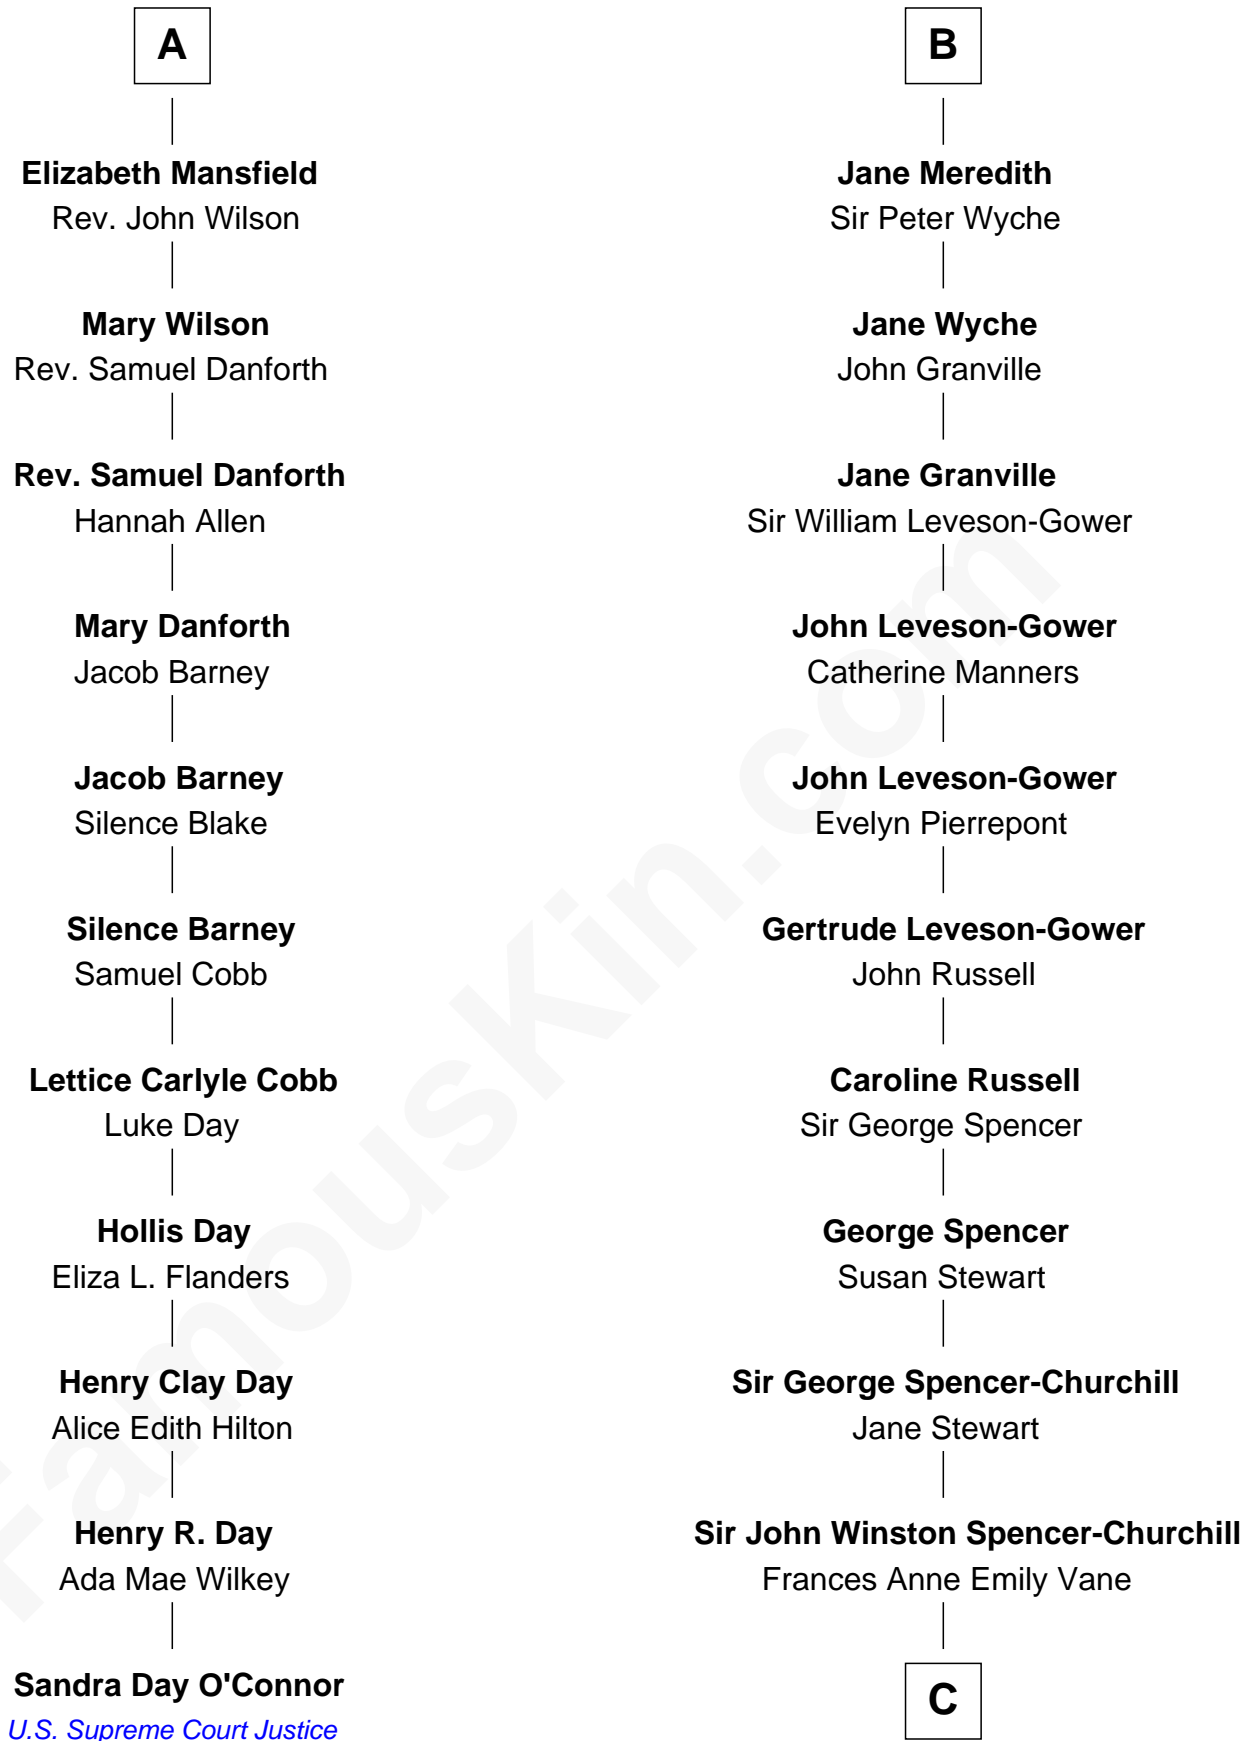 A
Elizabeth Mansfield
Rev. John Wilson
Mary Wilson
Rev. Samuel Danforth
Rev. Samuel Danforth
Hannah Allen
Mary Danforth
Jacob Barney
Jacob Barney
Silence Blake
Silence Barney
Samuel Cobb
Lettice Carlyle Cobb
Luke Day
Hollis Day
Eliza L. Flanders
Henry Clay Day
Alice Edith Hilton
Henry R. Day
Ada Mae Wilkey
Sandra Day O'Connor
U.S. Supreme Court Justice
B
Jane Meredith
Sir Peter Wyche
Jane Wyche
John Granville
Jane Granville
Sir William Leveson-Gower
John Leveson-Gower
Catherine Manners
John Leveson-Gower
Evelyn Pierrepont
Gertrude Leveson-Gower
John Russell
Caroline Russell
Sir George Spencer
George Spencer
Susan Stewart
Sir George Spencer-Churchill
Jane Stewart
Sir John Winston Spencer-Churchill
Frances Anne Emily Vane
C
FamousKin.com